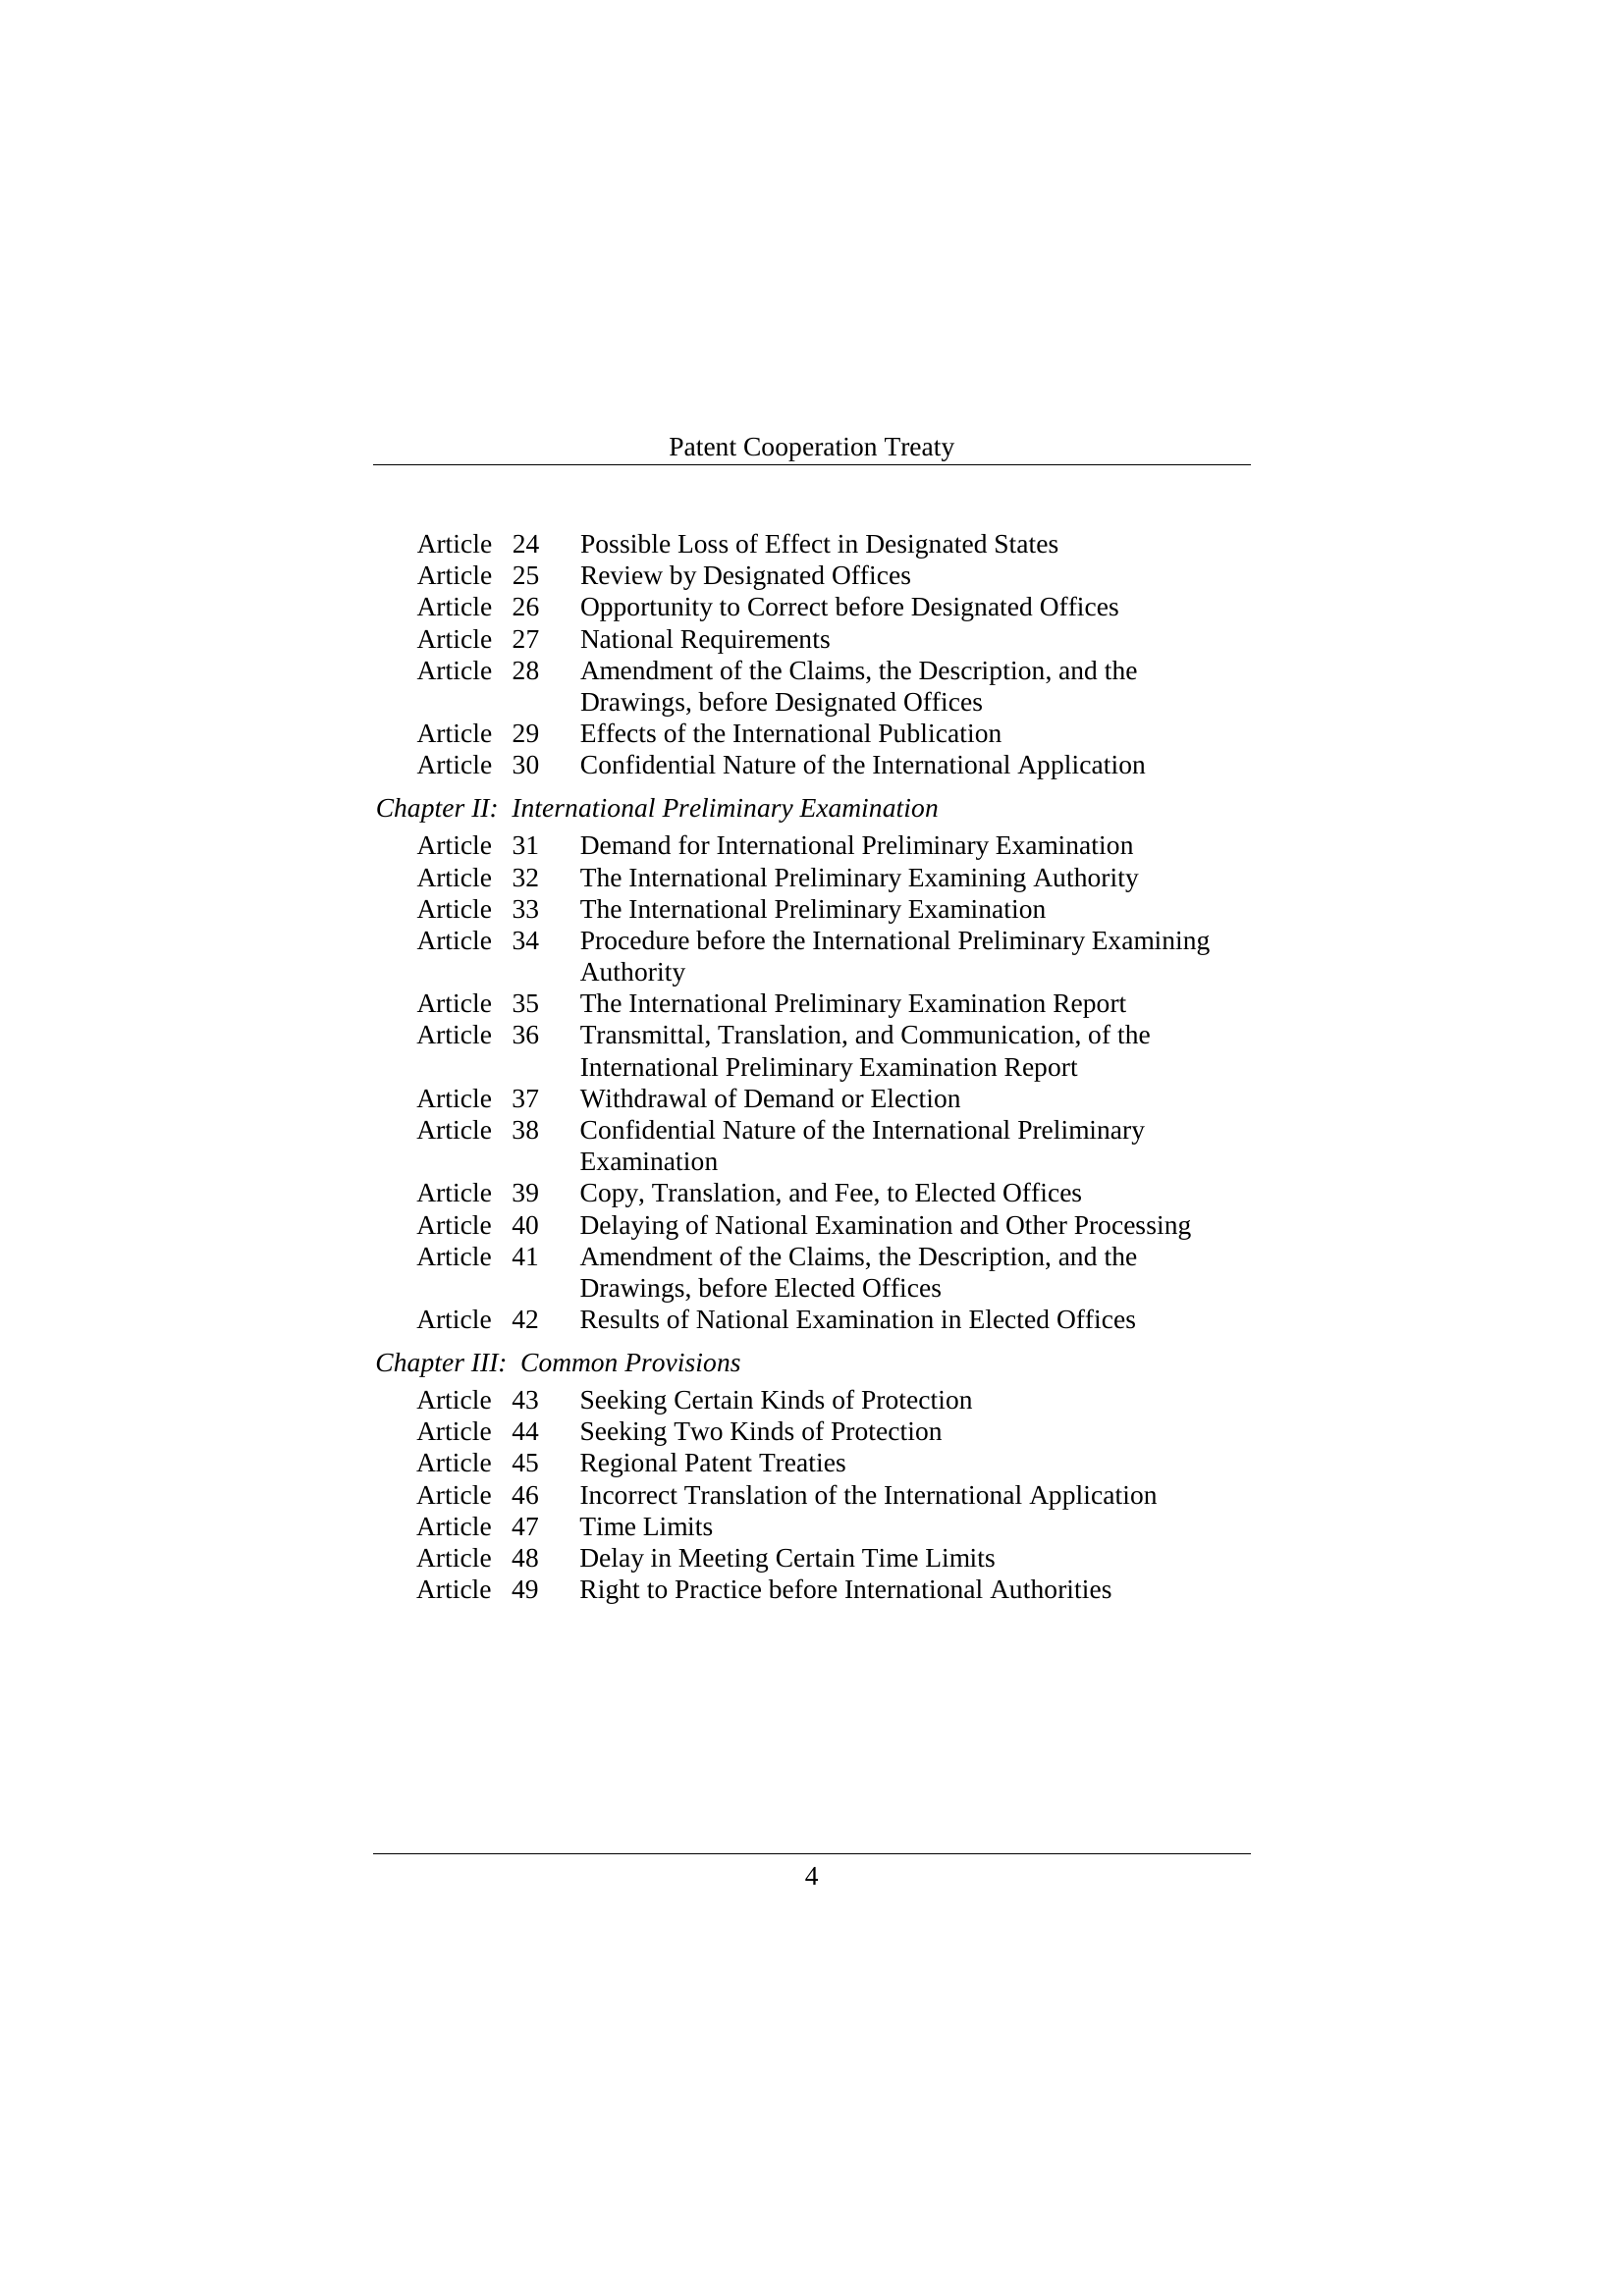 Patent Cooperation Treaty
Article 24 Possible Loss of Effect in Designated States
Article 25 Review by Designated Offices
Article 26 Opportunity to Correct before Designated Offices
Article 27 National Requirements
Article 28 Amendment of the Claims, the Description, and the
Drawings, before Designated Offices
Article 29 Effects of the International Publication
Article 30 Confidential Nature of the International Application
Chapter II: International Preliminary Examination
Article 31 Demand for International Preliminary Examination
Article 32 The International Preliminary Examining Authority
Article 33 The International Preliminary Examination
Article 34 Procedure before the International Preliminary Examining
Authority
Article 35 The International Preliminary Examination Report
Article 36 Transmittal, Translation, and Communication, of the
International Preliminary Examination Report
Article 37 Withdrawal of Demand or Election
Article 38 Confidential Nature of the International Preliminary
Examination
Article 39 Copy, Translation, and Fee, to Elected Offices
Article 40 Delaying of National Examination and Other Processing
Article 41 Amendment of the Claims, the Description, and the
Drawings, before Elected Offices
Article 42 Results of National Examination in Elected Offices
Chapter III: Common Provisions
Article 43 Seeking Certain Kinds of Protection
Article 44 Seeking Two Kinds of Protection
Article 45 Regional Patent Treaties
Article 46 Incorrect Translation of the International Application
Article 47 Time Limits
Article 48 Delay in Meeting Certain Time Limits
Article 49 Right to Practice before International Authorities
4